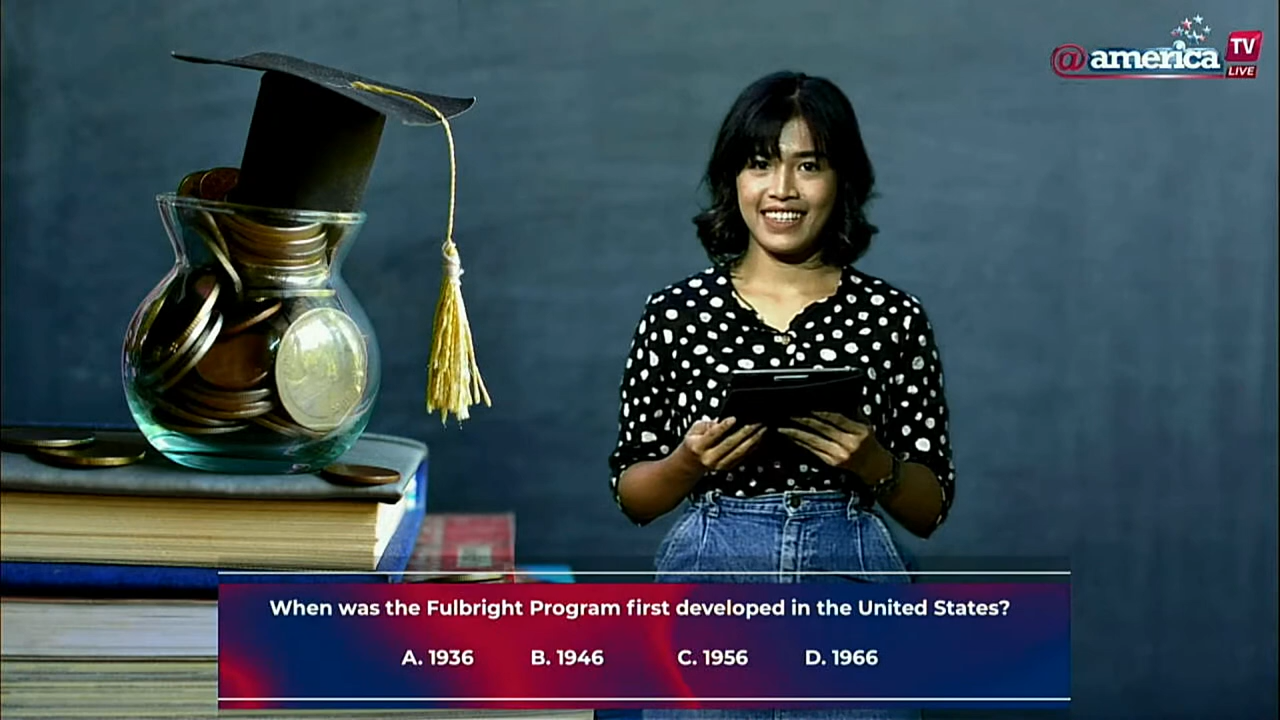 @america TV
LIVE
When was the Fulbright Program first developed in the United States?
A. 1936 B. 1946 C. 1956 D. 1966